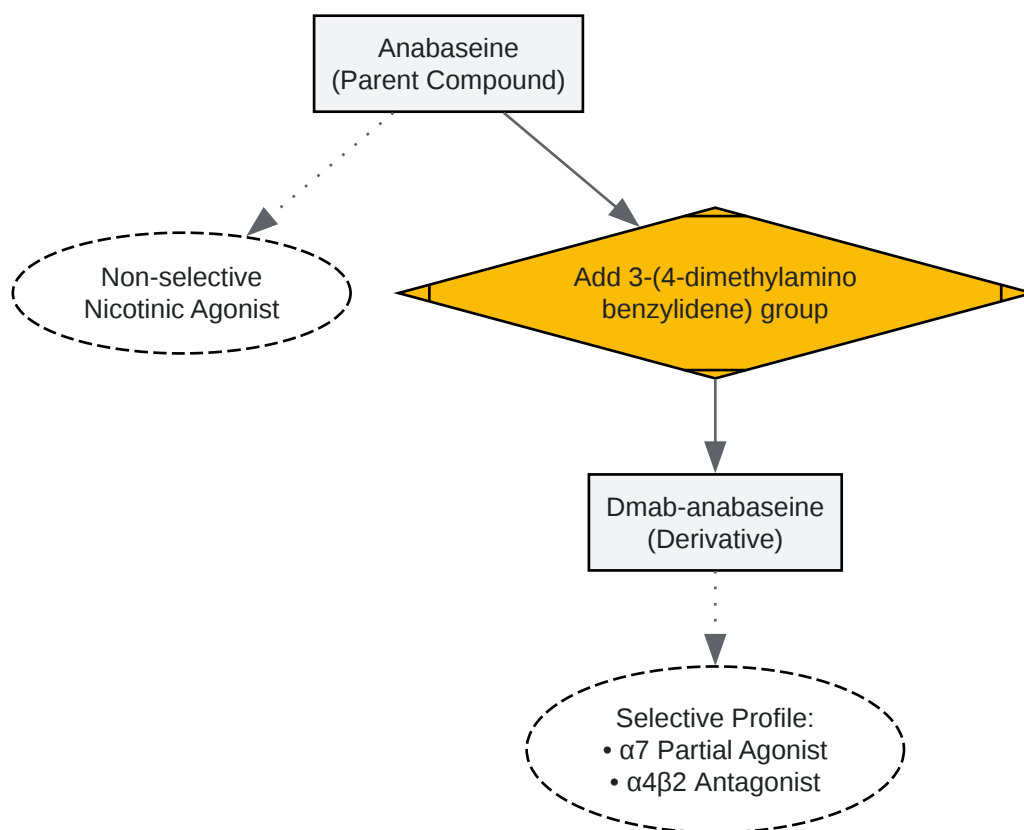 Anabaseine
(Parent Compound)
Non-selective
Nicotinic Agonist
Add 3-(4-dimethylamino
benzylidene) group
Dmab-anabaseine
(Derivative)
Selective Profile:
• α7 Partial Agonist
• α4β2 Antagonist